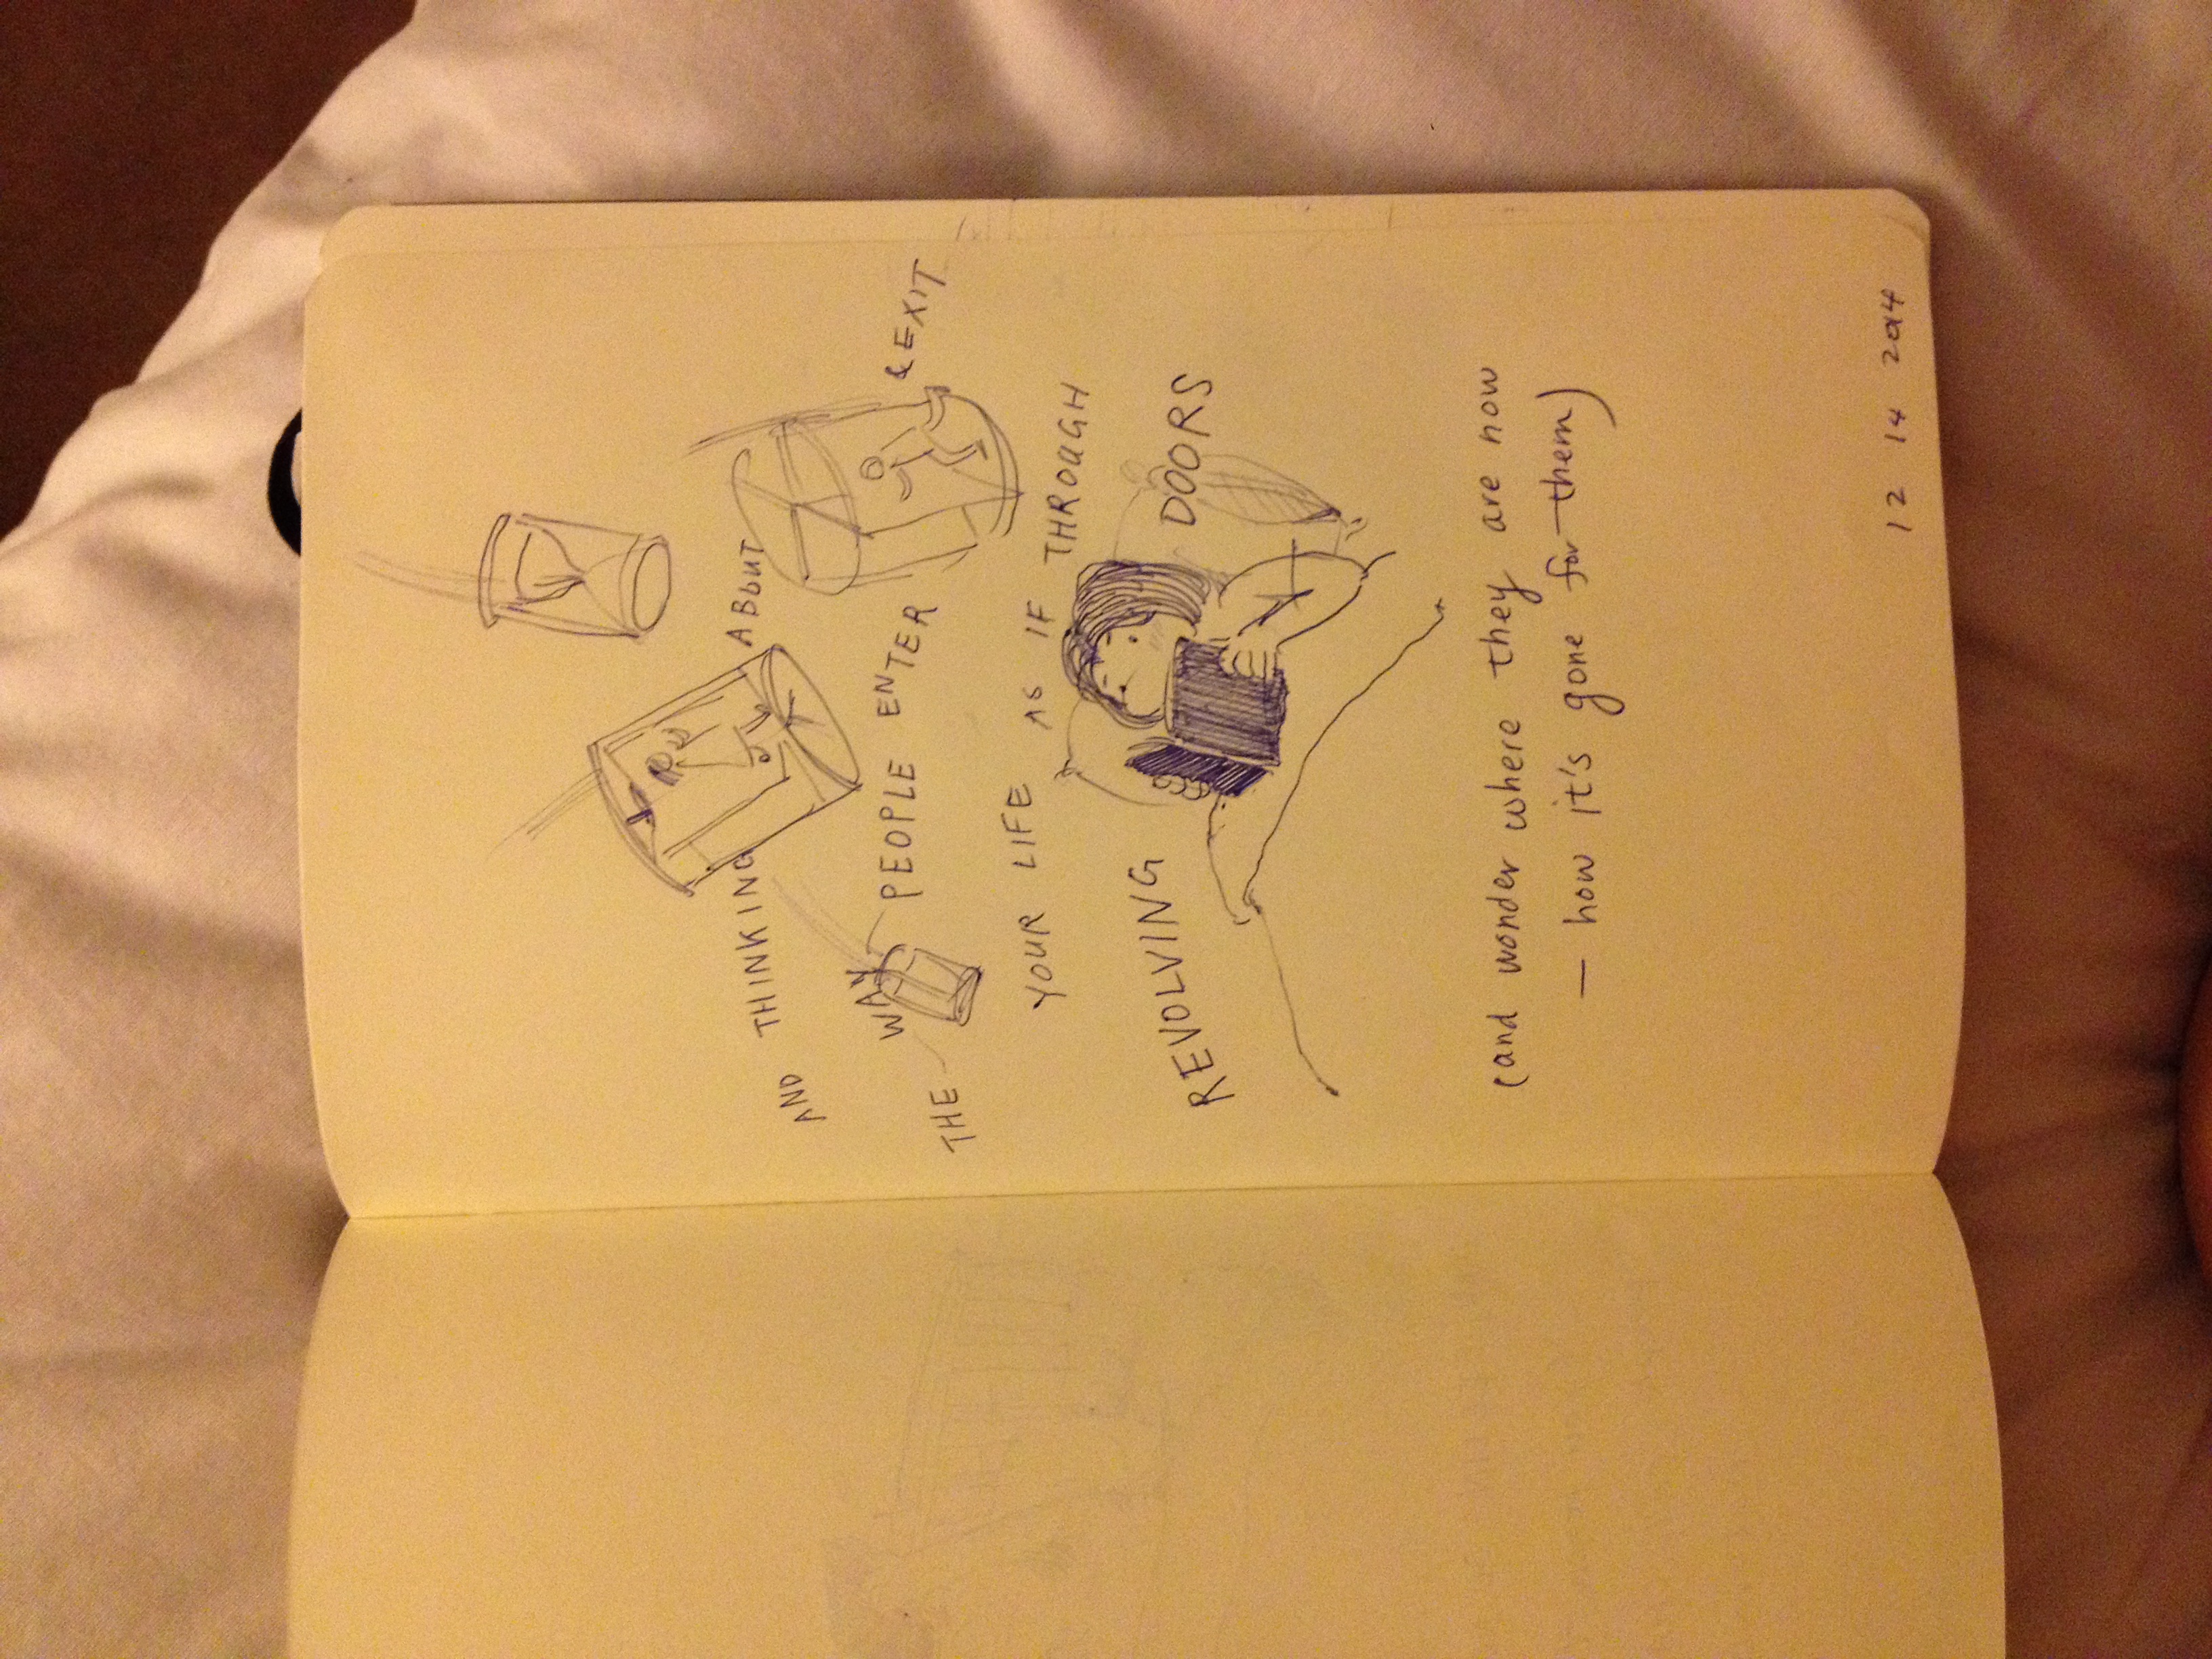 AND THINKING ABOUT
THE WAY PEOPLE ENTER & EXIT
YOUR LIFE AS IF THROUGH
REVOLVING DOORS
(and wonder where they are now
— how it's gone for them)
12 14 2014